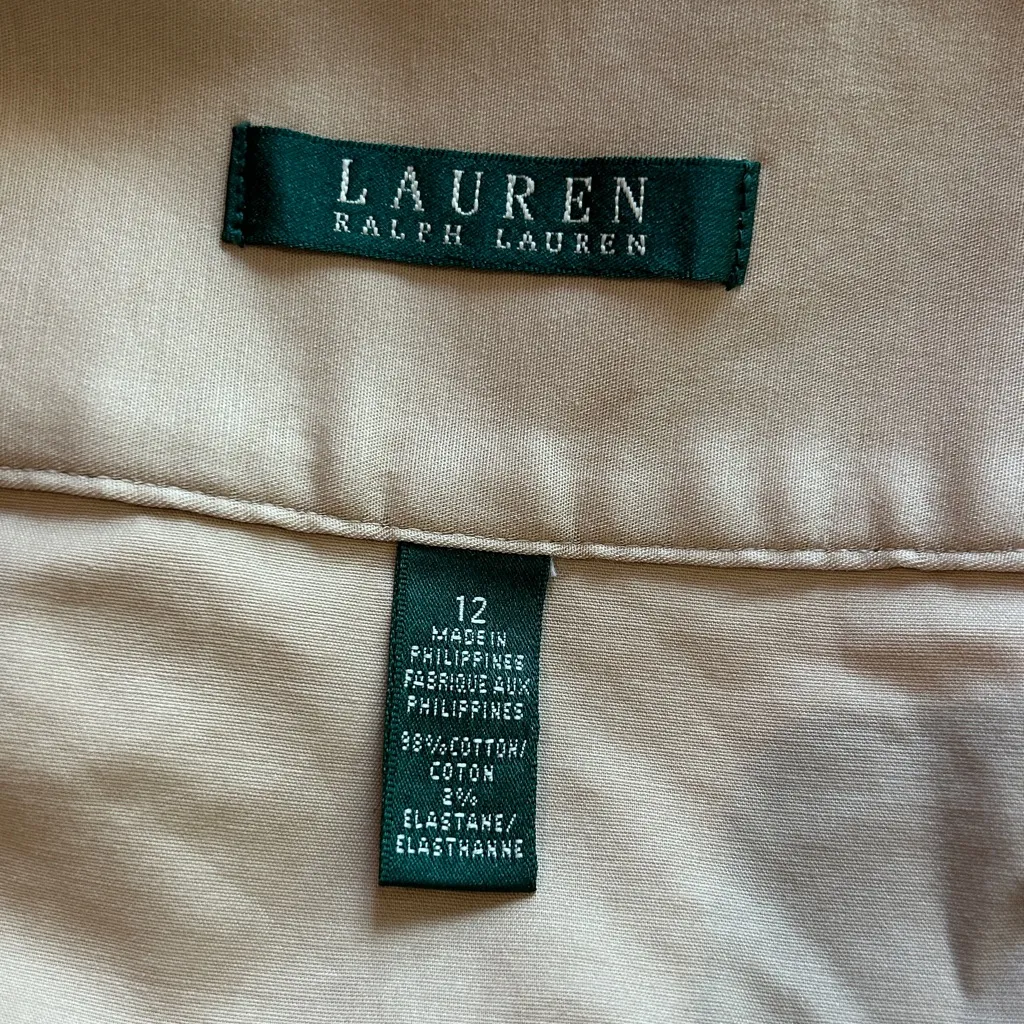 LAUREN
RALPH LAUREN
12
MADE IN
PHILIPPINES
FABRIQUE AUX
PHILIPPINES
98% COTTON/
COTON
2%
ELASTANE/
ELASTHANNE